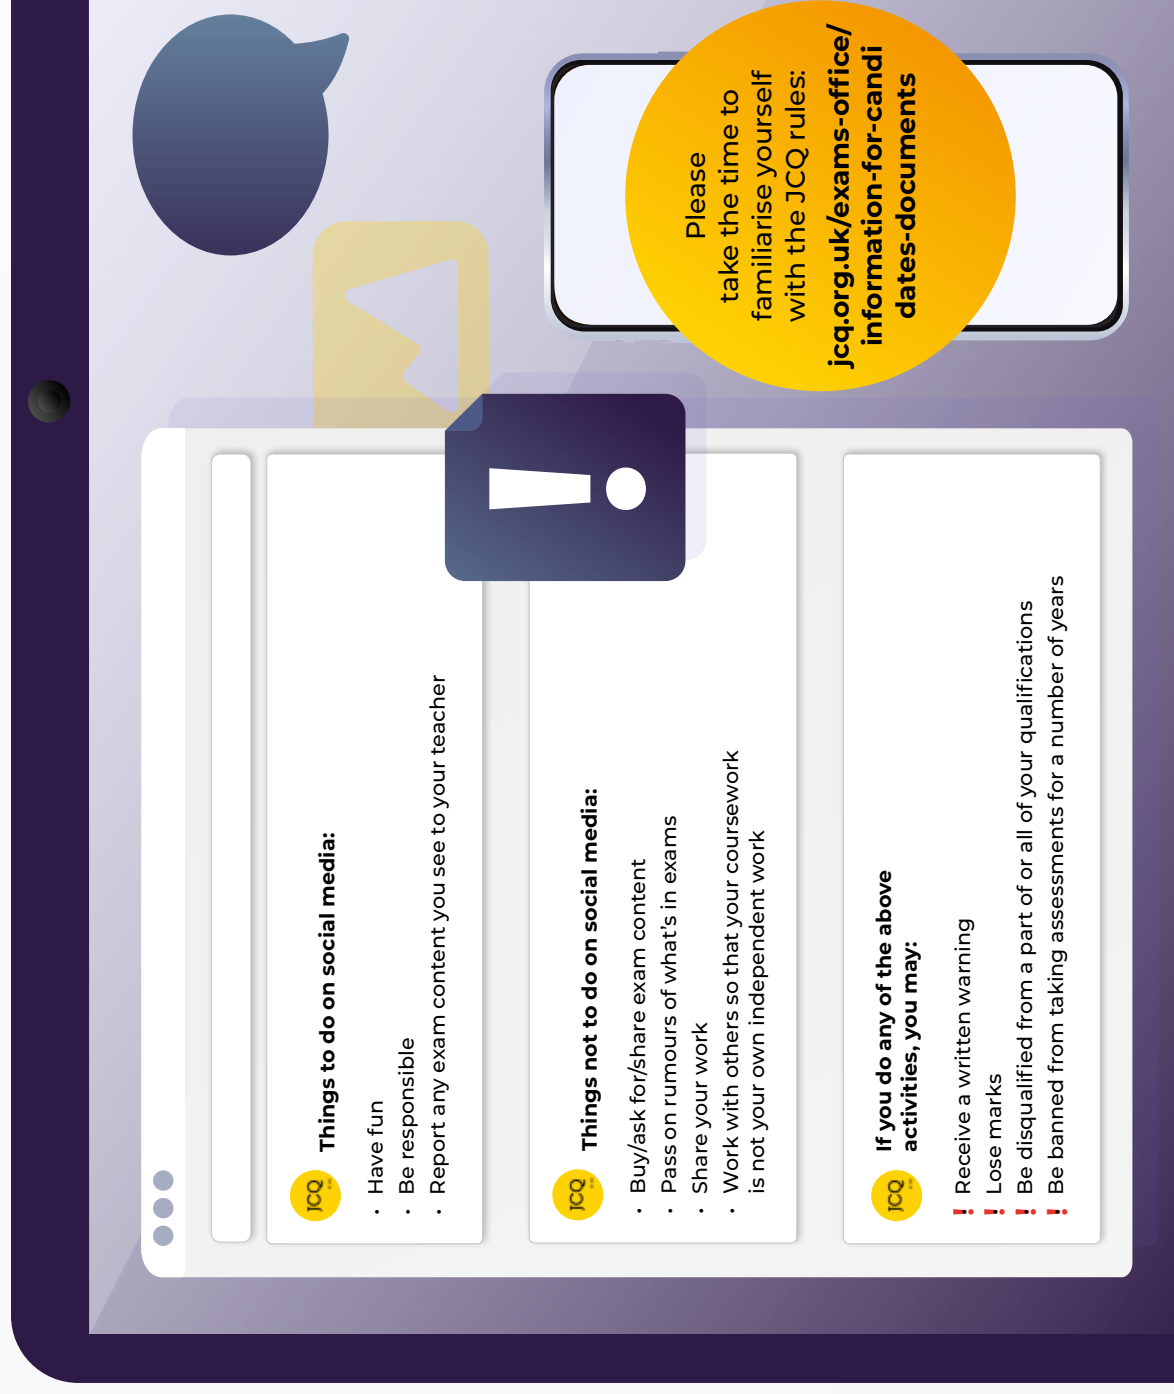 JCQ
Things to do on social media:
· Have fun
· Be responsible
· Report any exam content you see to your teacher
JCQ
Things not to do on social media:
· Buy/ask for/share exam content
· Pass on rumours of what's in exams
· Share your work
· Work with others so that your coursework
is not your own independent work
JCQ
If you do any of the above
activities, you may:
! Receive a written warning
! Lose marks
! Be disqualified from a part of or all of your qualifications
! Be banned from taking assessments for a number of years
!
Please
take the time to
familiarise yourself
with the JCQ rules:
jcq.org.uk/exams-office/
information-for-candi
dates-documents